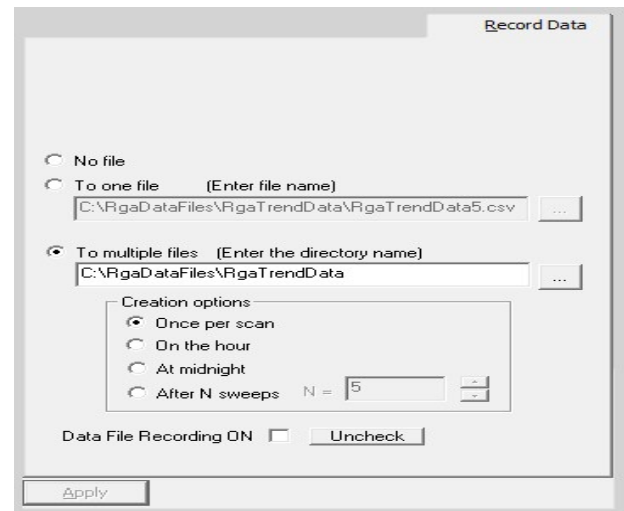 Record Data
No file
To one file (Enter file name)
C:\RgaDataFiles\RgaTrendData\RgaTrendData5.csv ...
To multiple files (Enter the directory name)
C:\RgaDataFiles\RgaTrendData ...
Creation options
Once per scan
On the hour
At midnight
After N sweeps N = 5
Data File Recording ON Uncheck
Apply